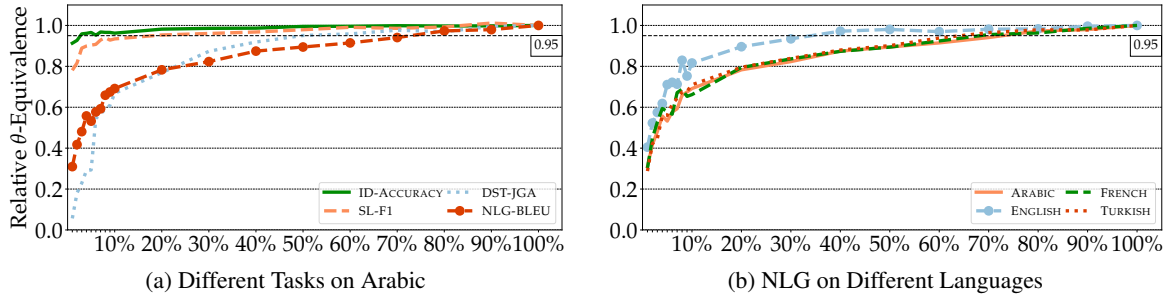 Relative θ-Equivalence
1.0
0.8
0.6
0.4
0.2
0.0
0.95
ID-ACCURACY
SL-F1
DST-JGA
NLG-BLEU
10% 20% 30% 40% 50% 60% 70% 80% 90% 100%
(a) Different Tasks on Arabic
1.0
0.8
0.6
0.4
0.2
0.0
0.95
ARABIC
ENGLISH
FRENCH
TURKISH
10% 20% 30% 40% 50% 60% 70% 80% 90% 100%
(b) NLG on Different Languages